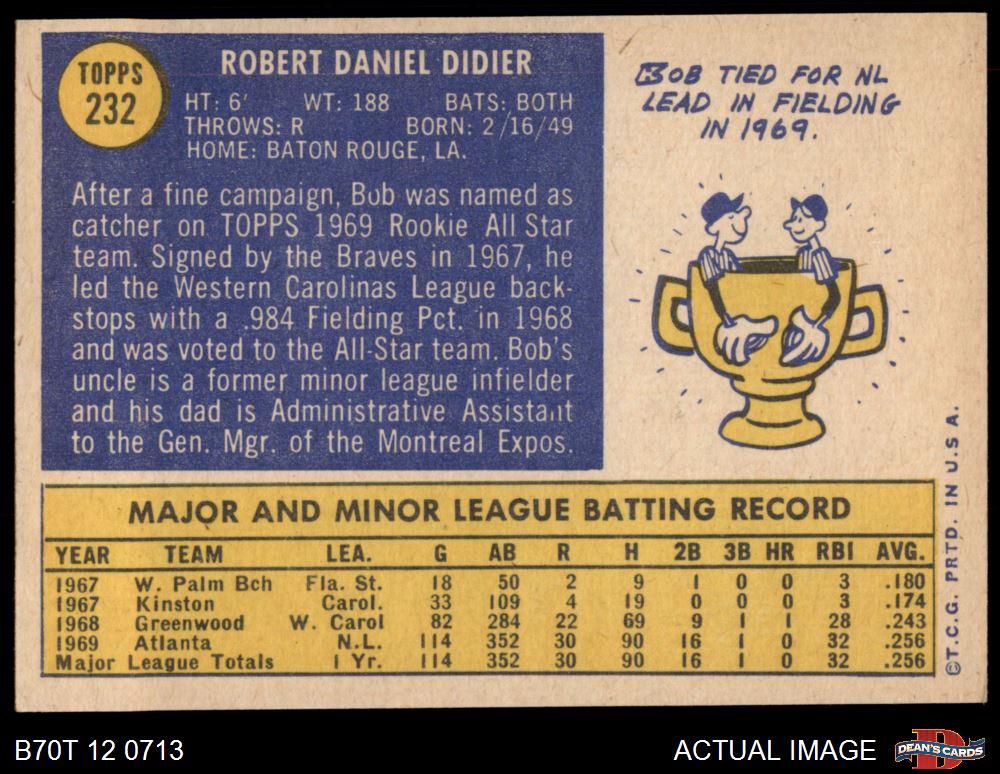 TOPPS
232
ROBERT DANIEL DIDIER
HT: 6' WT: 188 BATS: BOTH
THROWS: R BORN: 2/16/49
HOME: BATON ROUGE, LA.
After a fine campaign, Bob was named as
catcher on TOPPS 1969 Rookie All Star
team. Signed by the Braves in 1967, he
led the Western Carolinas League back-
stops with a .984 Fielding Pct. in 1968
and was voted to the All-Star team. Bob's
uncle is a former minor league infielder
and his dad is Administrative Assistant
to the Gen. Mgr. of the Montreal Expos.
BOB TIED FOR NL
LEAD IN FIELDING
IN 1969.
MAJOR AND MINOR LEAGUE BATTING RECORD
YEAR TEAM LEA. G AB R H 2B 3B HR RBI AVG.
1967 W. Palm Bch Fla. St. 18 50 2 9 1 0 0 3 .180
1967 Kinston Carol. 33 109 4 19 0 0 0 3 .174
1968 Greenwood W. Carol 82 284 22 69 9 1 1 28 .243
1969 Atlanta N.L. 114 352 30 90 16 1 0 32 .256
Major League Totals 1 Yr. 114 352 30 90 16 1 0 32 .256
©T.C.G. PRTD. IN U.S A.
B70T 12 0713
ACTUAL IMAGE
DEAN'S CARDS